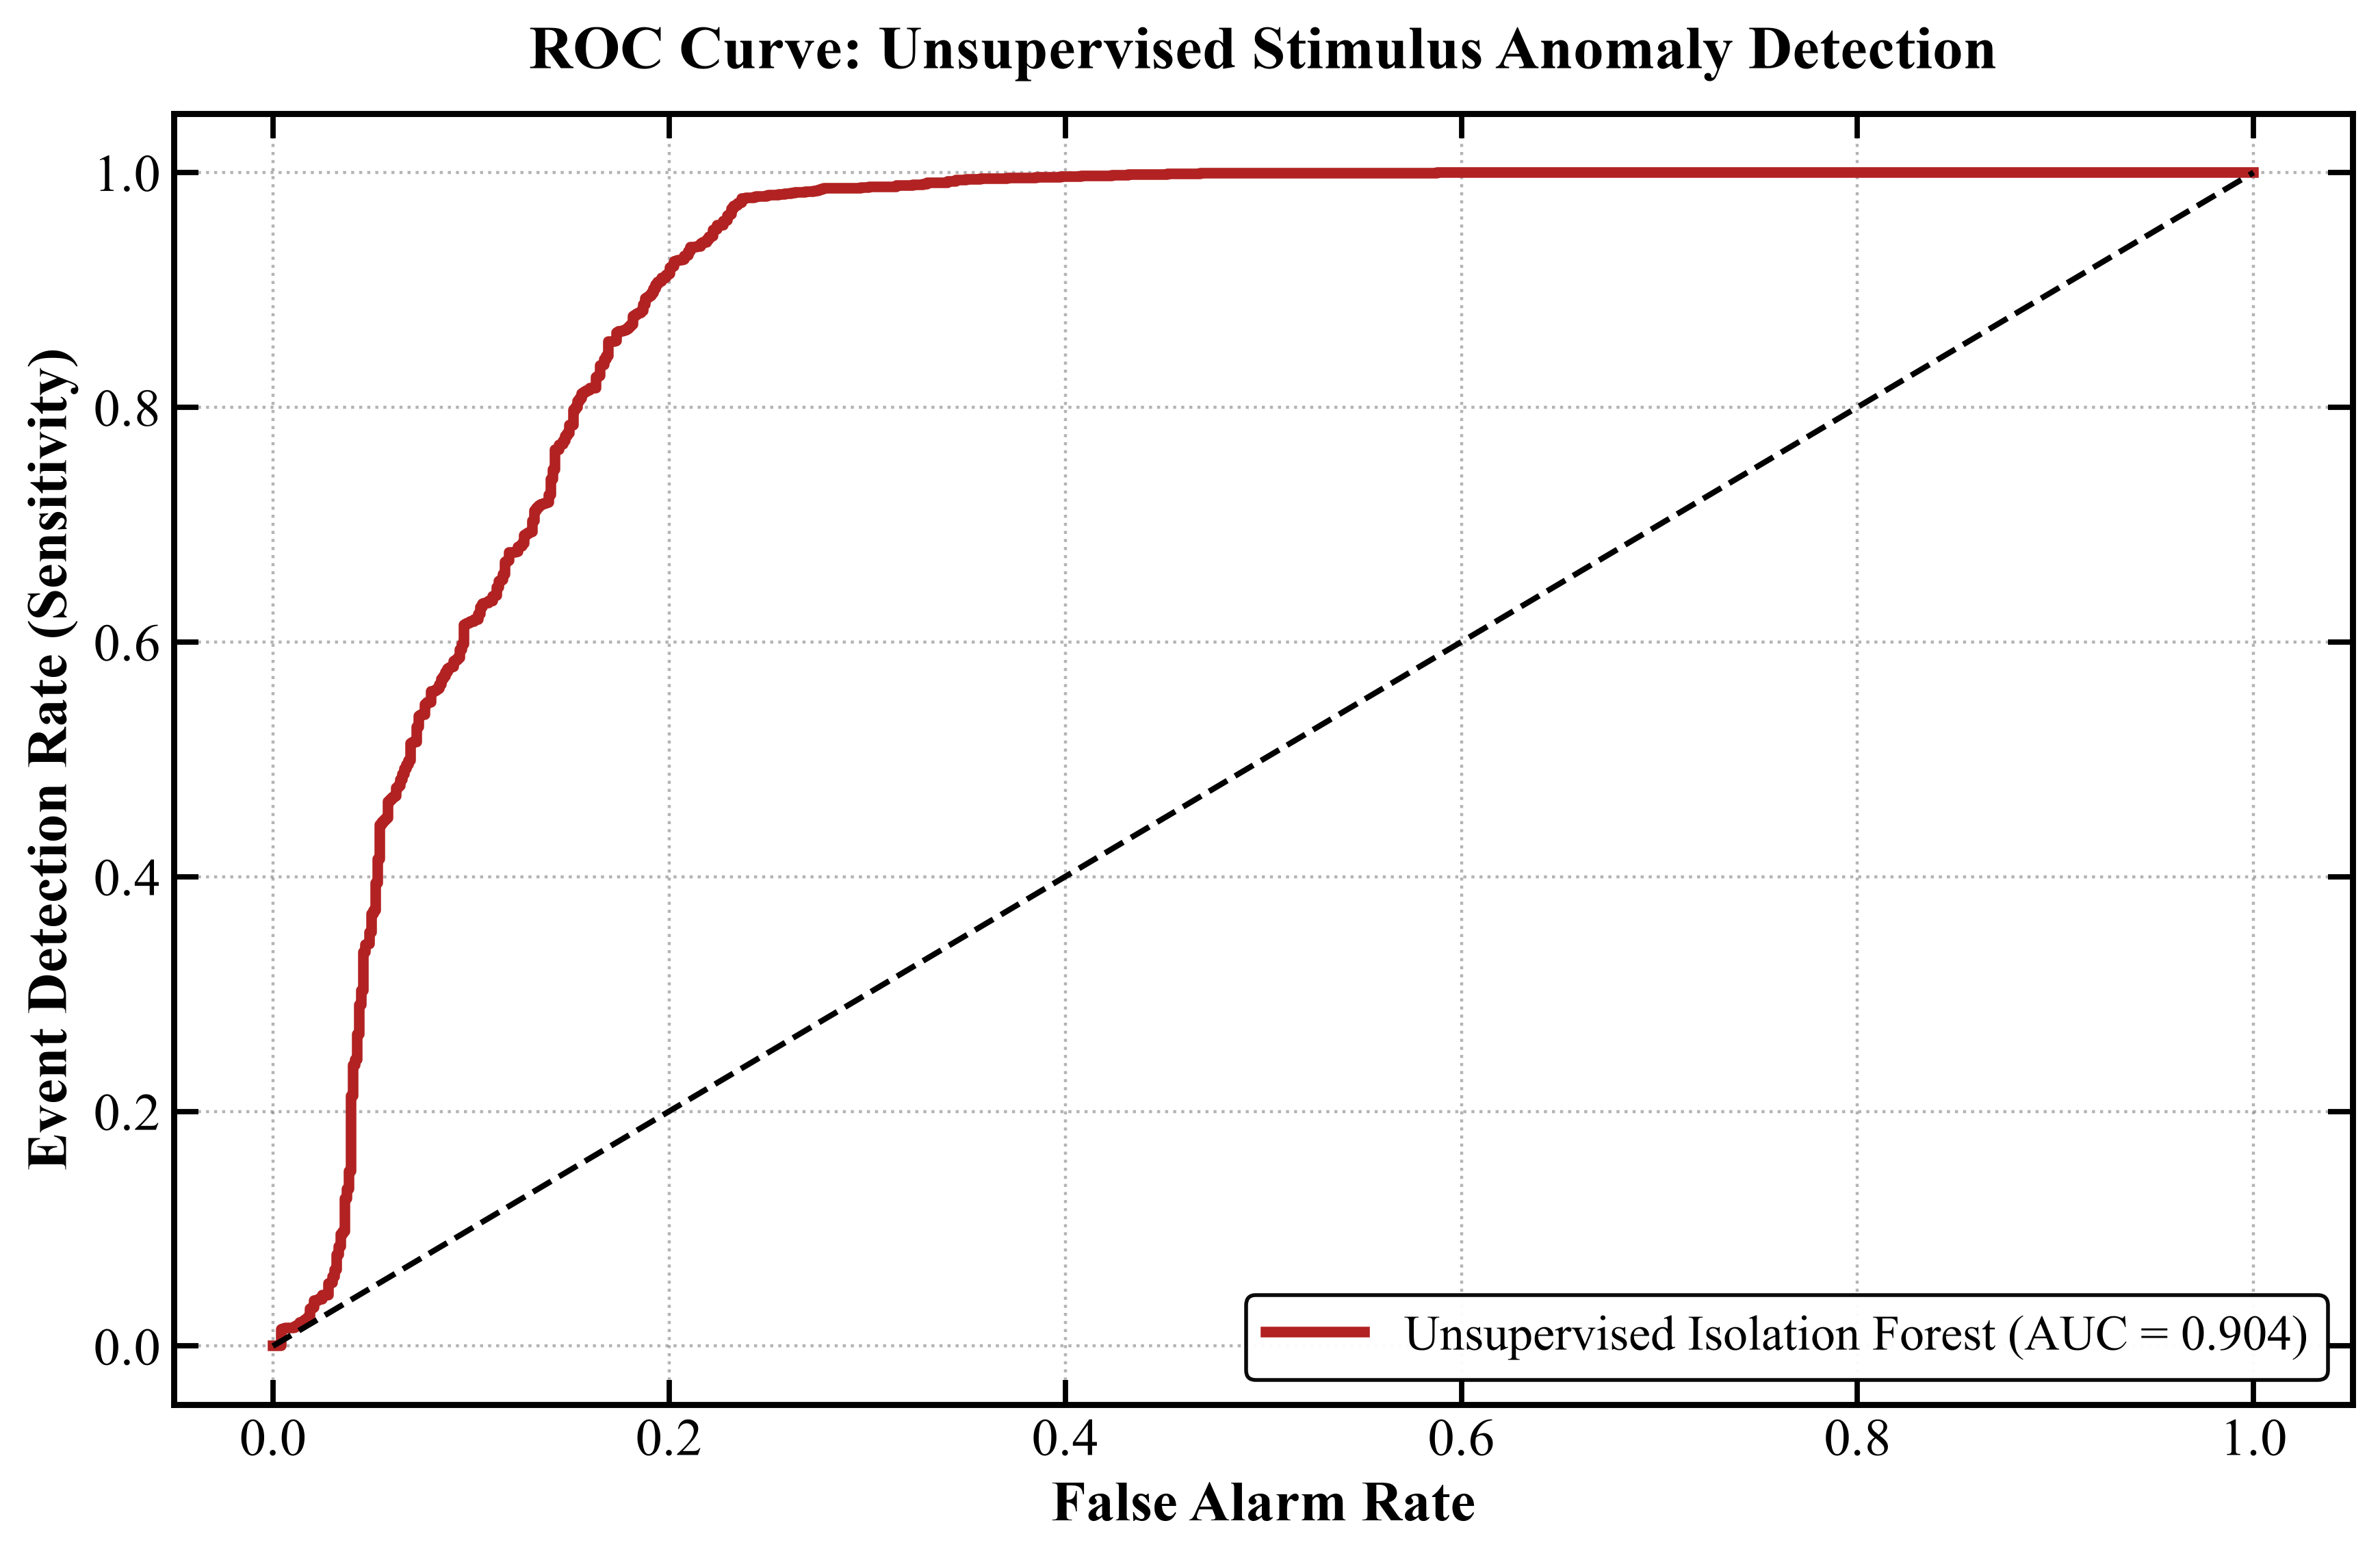 ROC Curve: Unsupervised Stimulus Anomaly Detection
Event Detection Rate (Sensitivity)
1.0
0.8
0.6
0.4
0.2
0.0
Unsupervised Isolation Forest (AUC = 0.904)
0.0 0.2 0.4 0.6 0.8 1.0
False Alarm Rate